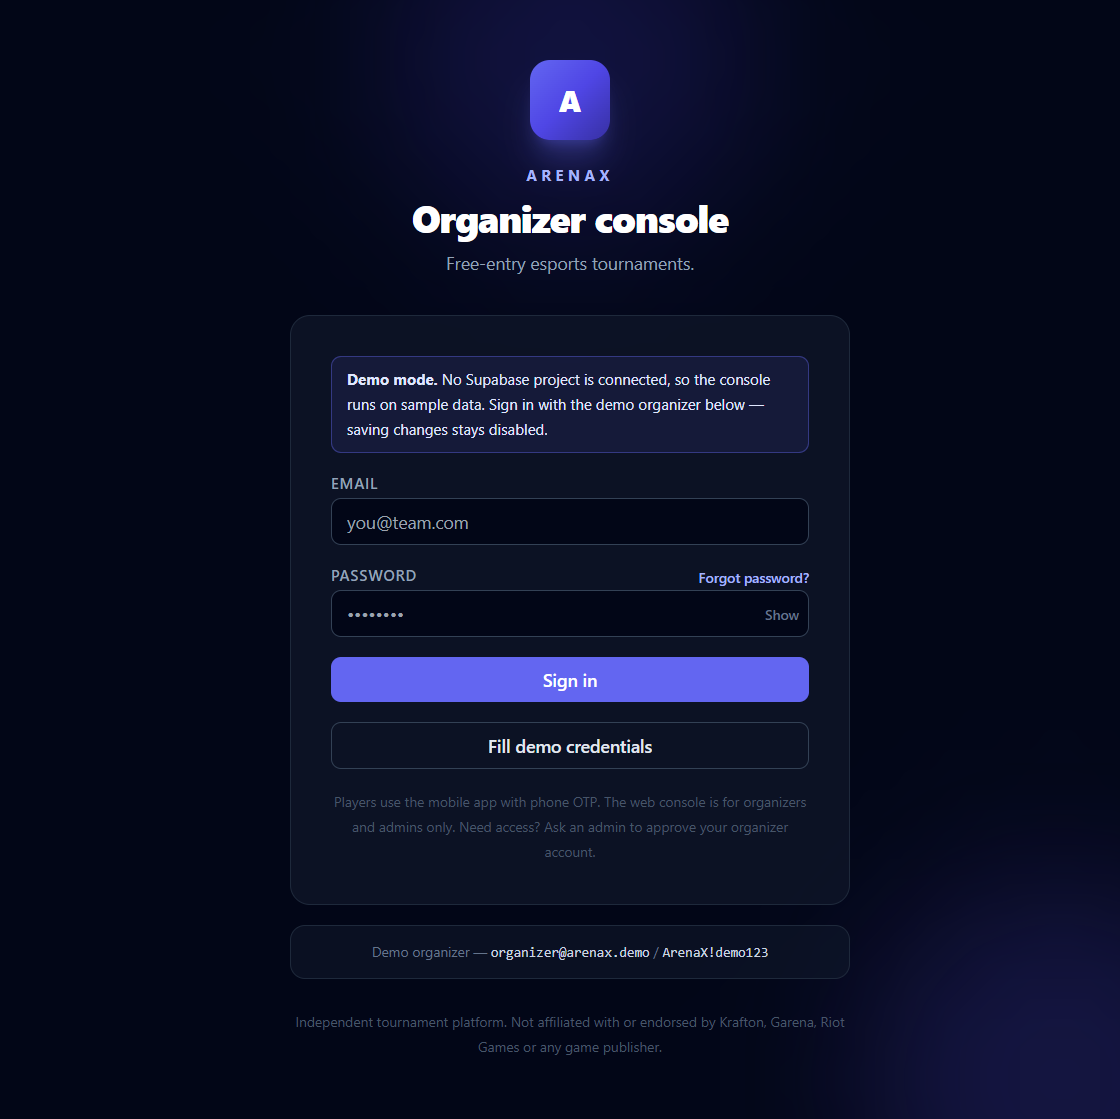 A
ARENAX
Organizer console
Free-entry esports tournaments.
Demo mode. No Supabase project is connected, so the console
runs on sample data. Sign in with the demo organizer below —
saving changes stays disabled.
EMAIL
you@team.com
PASSWORD
Forgot password?
••••••••
Show
Sign in
Fill demo credentials
Players use the mobile app with phone OTP. The web console is for organizers
and admins only. Need access? Ask an admin to approve your organizer
account.
Demo organizer — organizer@arenax.demo / ArenaX!demo123
Independent tournament platform. Not affiliated with or endorsed by Krafton, Garena, Riot
Games or any game publisher.